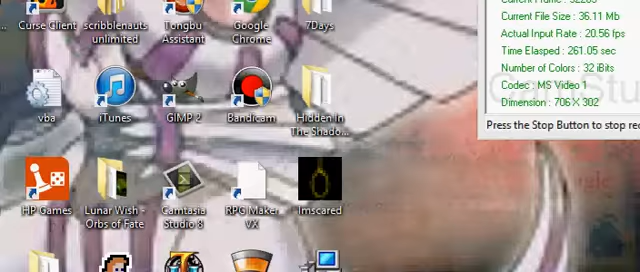 Curse Client
scribblenauts
unlimited
Tongbu
Assistant
Google
Chrome
7Days
vba
iTunes
GIMP 2
Bandicam
Hidden In
The Shado...
HP Games
Lunar Wish -
Orbs of Fate
Camtasia
Studio 8
RPG Maker
VX
Imscared
Current File Size : 36.11 Mb
Actual Input Rate : 20.56 fps
Time Elasped : 261.05 sec
Number of Colors : 32 iBits
Codec : MS Video 1
Dimension : 706 X 302
Press the Stop Button to stop rec